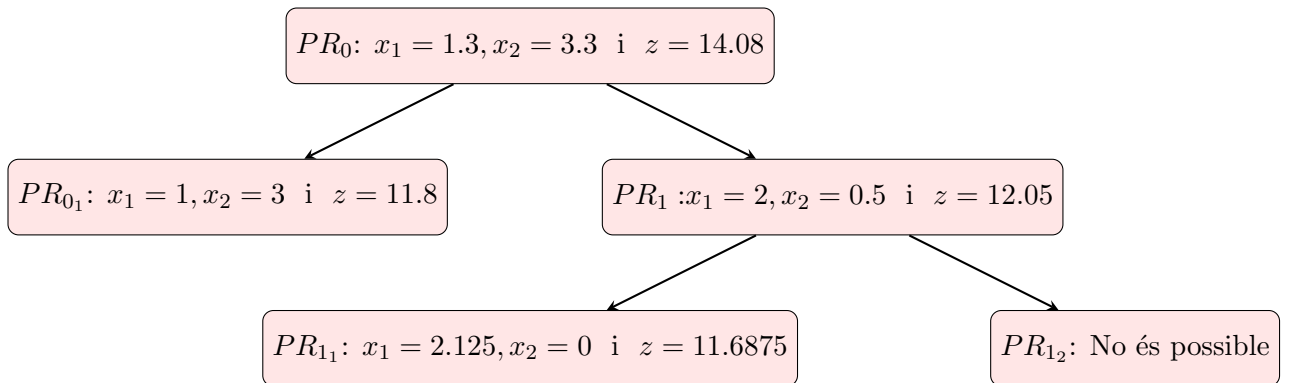 PR₀: x₁ = 1.3, x₂ = 3.3 i z = 14.08
PR₀₁: x₁ = 1, x₂ = 3 i z = 11.8
PR₁ :x₁ = 2, x₂ = 0.5 i z = 12.05
PR₁₁: x₁ = 2.125, x₂ = 0 i z = 11.6875
PR₁₂: No és possible